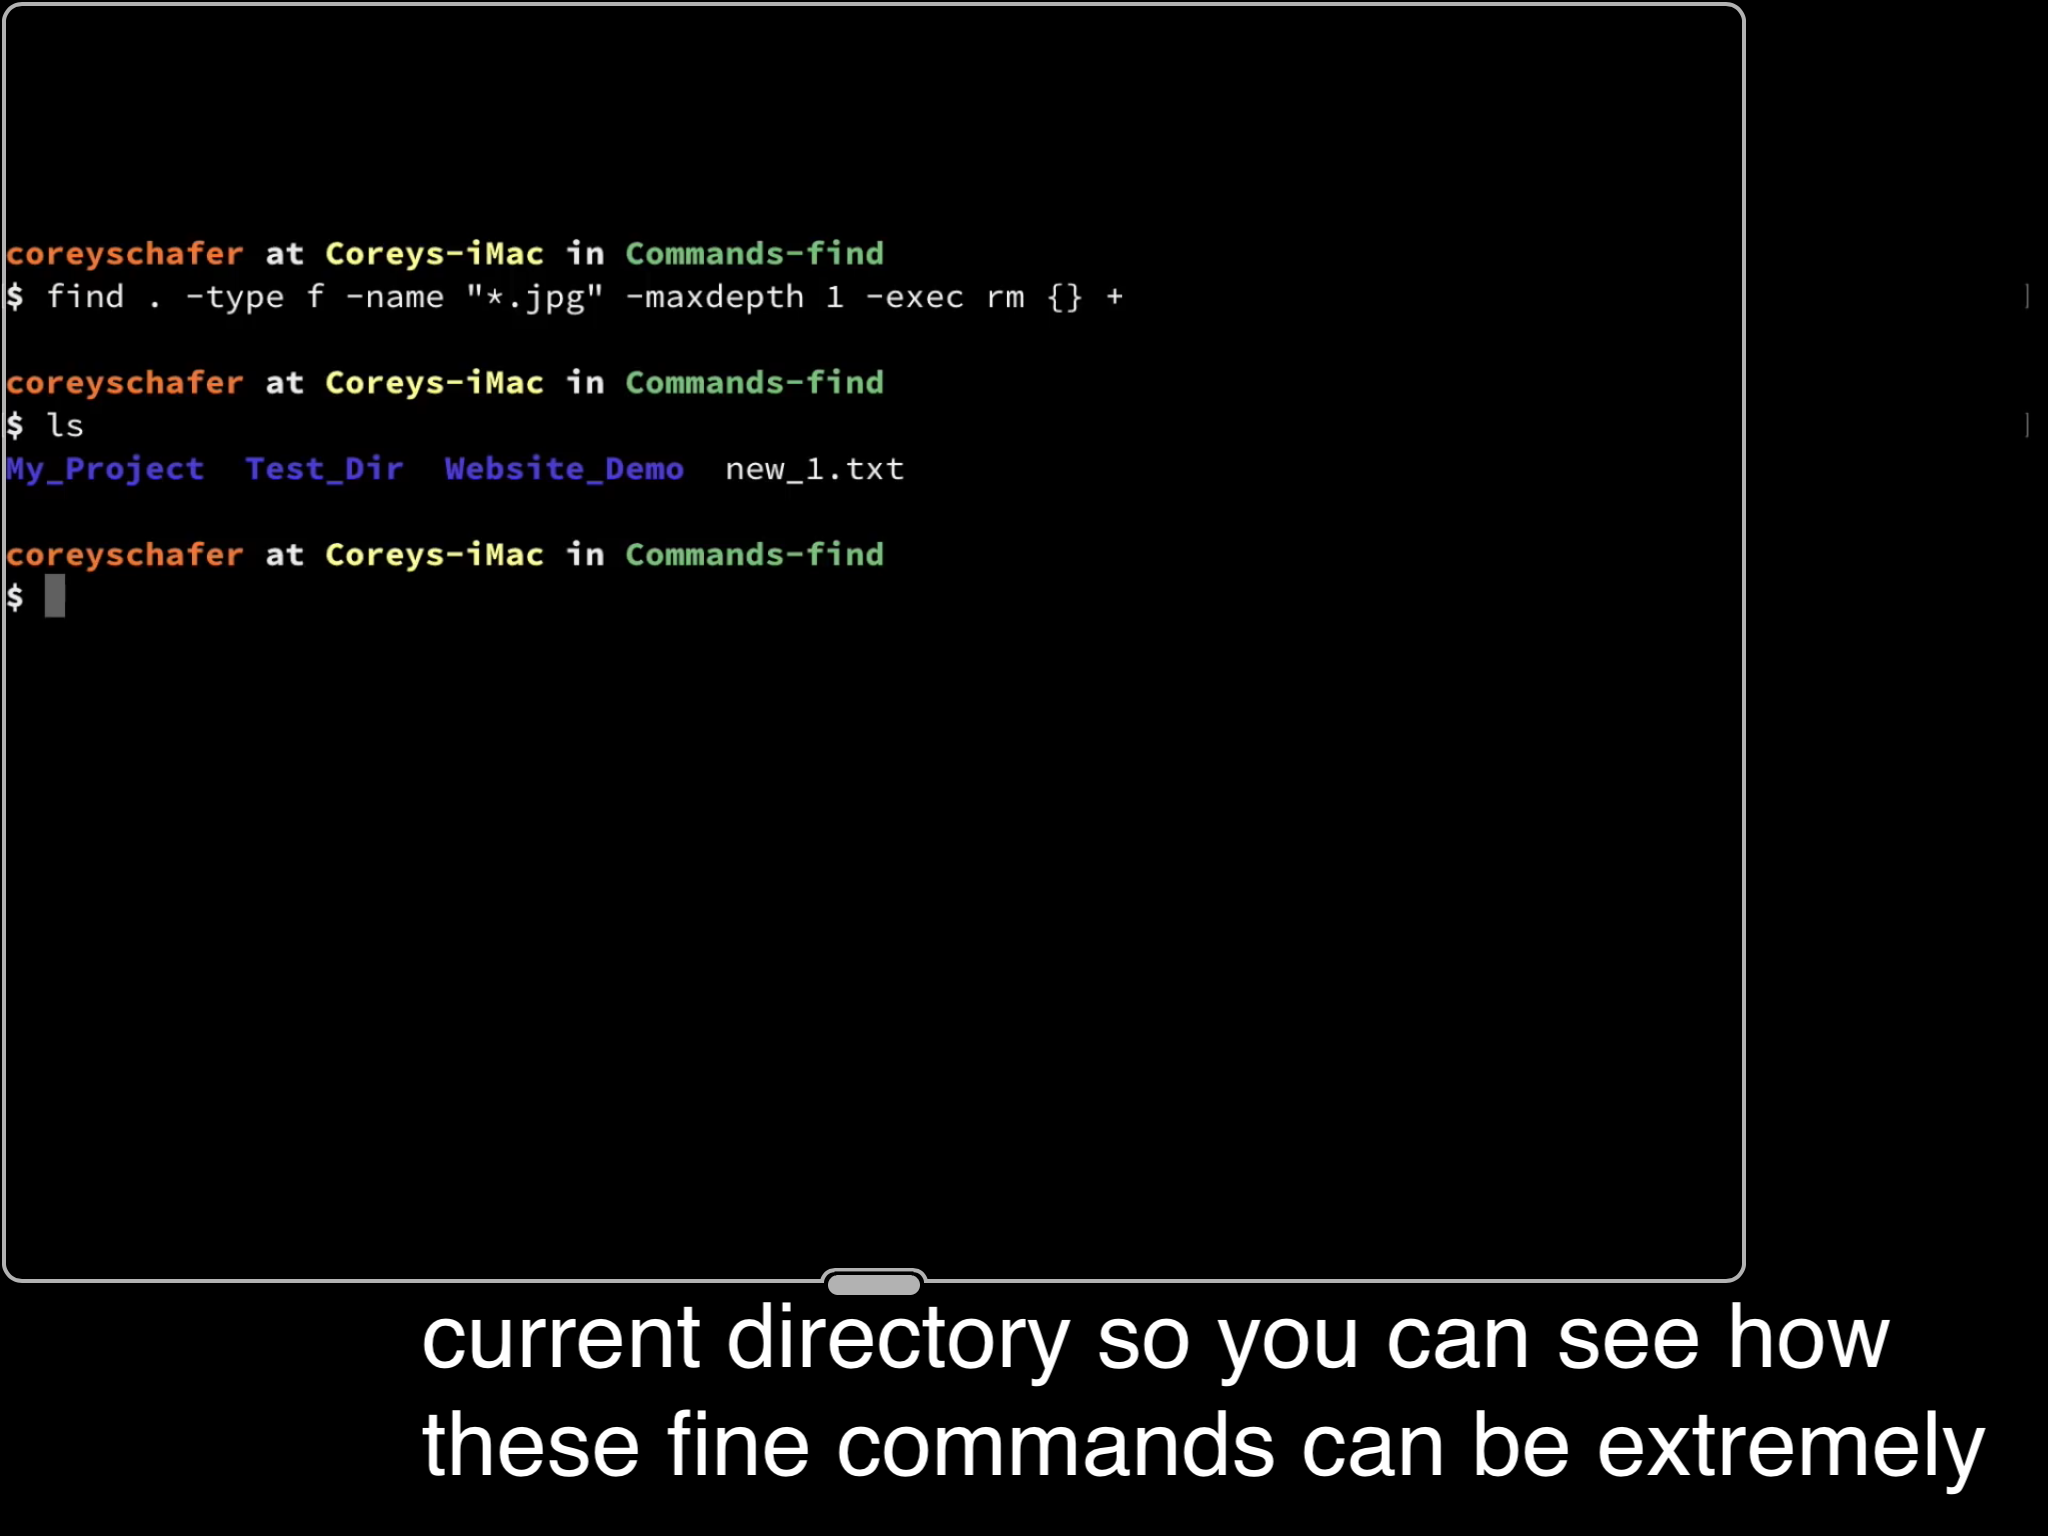 coreyschafer at Coreys-iMac in Commands-find
$ find . -type f -name "*.jpg" -maxdepth 1 -exec rm {} + ]
coreyschafer at Coreys-iMac in Commands-find
$ ls ]
My_Project Test_Dir Website_Demo new_1.txt
coreyschafer at Coreys-iMac in Commands-find
$
current directory so you can see how
these fine commands can be extremely